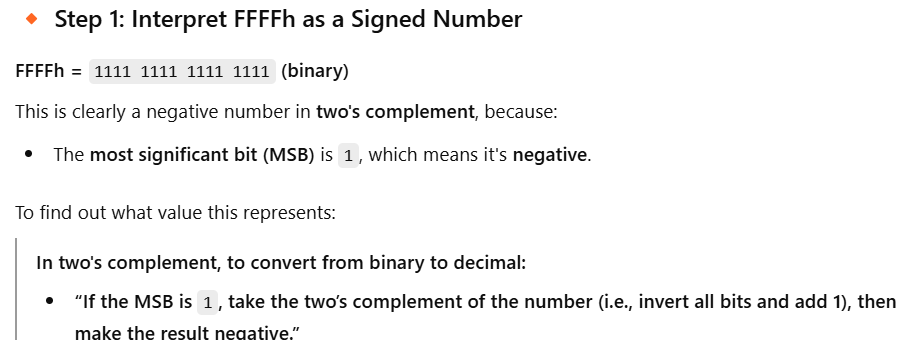 Step 1: Interpret FFFFh as a Signed Number
FFFFh = 1111 1111 1111 1111 (binary)
This is clearly a negative number in two's complement, because:
• The most significant bit (MSB) is 1, which means it's negative.
To find out what value this represents:
In two's complement, to convert from binary to decimal:
• “If the MSB is 1, take the two’s complement of the number (i.e., invert all bits and add 1), then
make the result negative.”